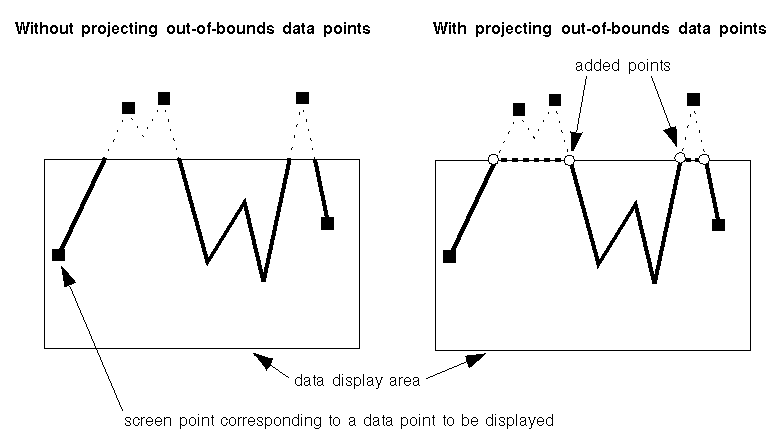 Without projecting out-of-bounds data points
With projecting out-of-bounds data points
added points
data display area
screen point corresponding to a data point to be displayed